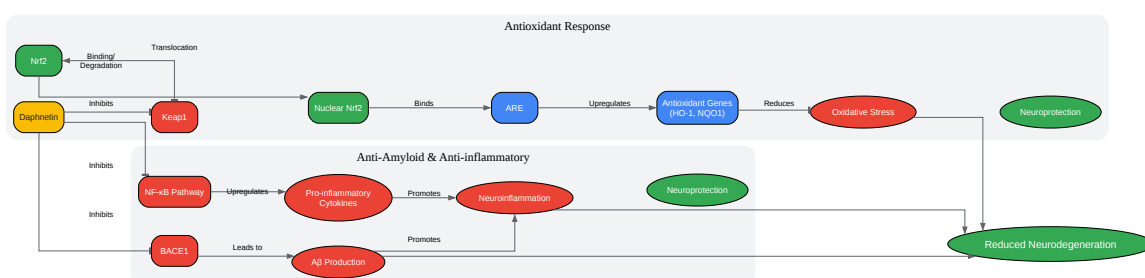 Antioxidant Response
Translocation
Nrf2
Binding/
Degradation
Inhibits
Daphnetin
Keap1
Nuclear Nrf2
Binds
ARE
Upregulates
Antioxidant Genes
(HO-1, NQO1)
Reduces
Oxidative Stress
Neuroprotection
Anti-Amyloid & Anti-inflammatory
Inhibits
NF-κB Pathway
Upregulates
Pro-inflammatory
Cytokines
Promotes
Neuroinflammation
Neuroprotection
Inhibits
BACE1
Leads to
Aβ Production
Promotes
Reduced Neurodegeneration